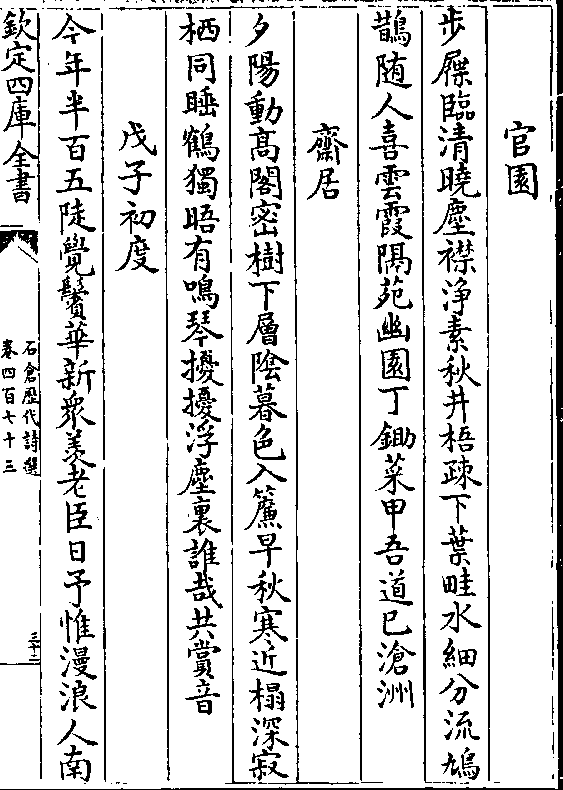 官園
步屧臨清曉塵襟浄素秋井梧疎下葉畦水細分流鳩
鵲随人喜雲霞隔苑幽園丁鋤菜甲吾道已滄洲
齋居
夕陽動髙閣密樹下層陰暮色入簾早秋寒近榻深寂
栖同睡鶴獨晤有鳴琴擾擾浮塵裏誰哉共賞音
戊子初度
今年半百五陡覺鬢華新衆羡老臣日予惟漫浪人南
欽定四庫全書
石倉歴代詩選
卷四百七十三
三十二